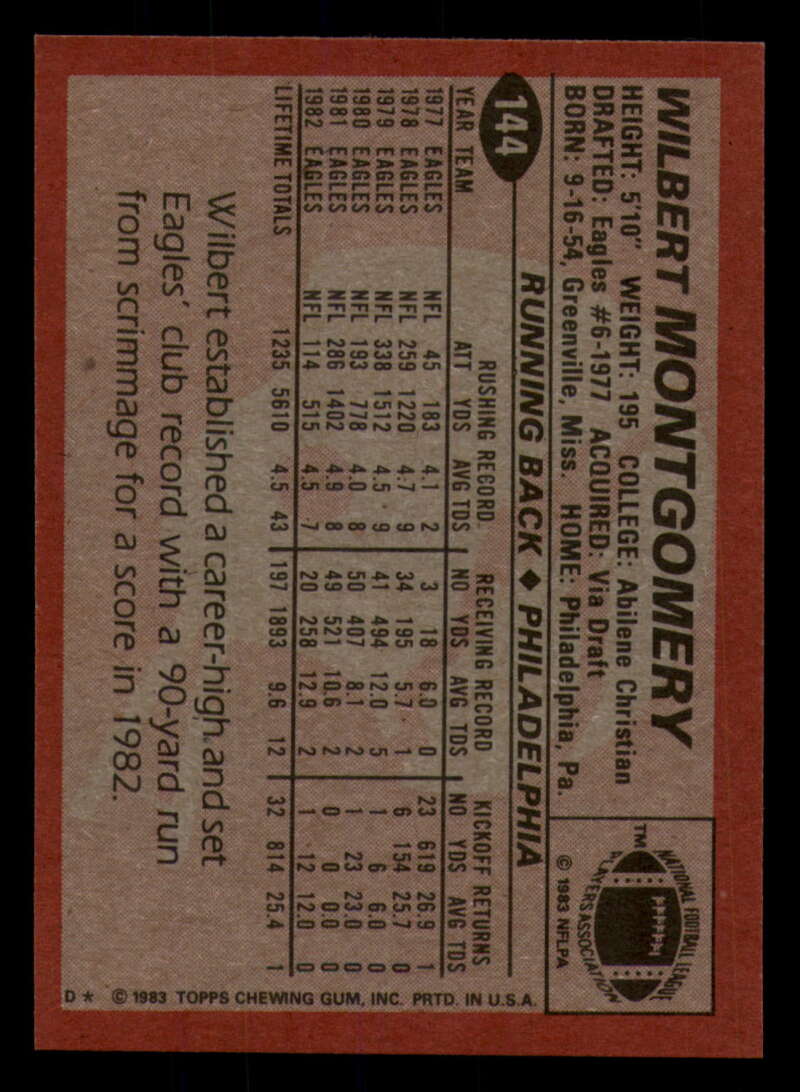 WILBERT MONTGOMERY
HEIGHT: 5'10" WEIGHT: 195 COLLEGE: Abilene Christian
DRAFTED: Eagles #6-1977 ACQUIRED: Via Draft
BORN: 9-16-54, Greenville, Miss. HOME: Philadelphia, Pa.
NATIONAL FOOTBALL LEAGUE
PLAYERS ASSOCIATION
TM
© 1983 NFLPA
144
RUNNING BACK ♦ PHILADELPHIA
RUSHING RECORD RECEIVING RECORD KICKOFF RETURNS
YEAR TEAM ATT YDS AVG TDS NO YDS AVG TDS NO YDS AVG TDS
1977 EAGLES NFL 45 183 4.1 2 3 18 6.0 0 23 619 26.9 1
1978 EAGLES NFL 259 1220 4.7 9 34 195 5.7 1 6 154 25.7 0
1979 EAGLES NFL 338 1512 4.5 9 41 494 12.0 5 1 6 6.0 0
1980 EAGLES NFL 193 778 4.0 8 50 407 8.1 2 1 23 23.0 0
1981 EAGLES NFL 286 1402 4.9 8 49 521 10.6 2 0 0 0.0 0
1982 EAGLES NFL 114 515 4.5 7 20 258 12.9 2 1 12 12.0 0
LIFETIME TOTALS 1235 5610 4.5 43 197 1893 9.6 12 32 814 25.4 1
Wilbert established a career-high and set
Eagles' club record with a 90-yard run
from scrimmage for a score in 1982.
D * © 1983 TOPPS CHEWING GUM, INC. PRTD. IN U.S.A.